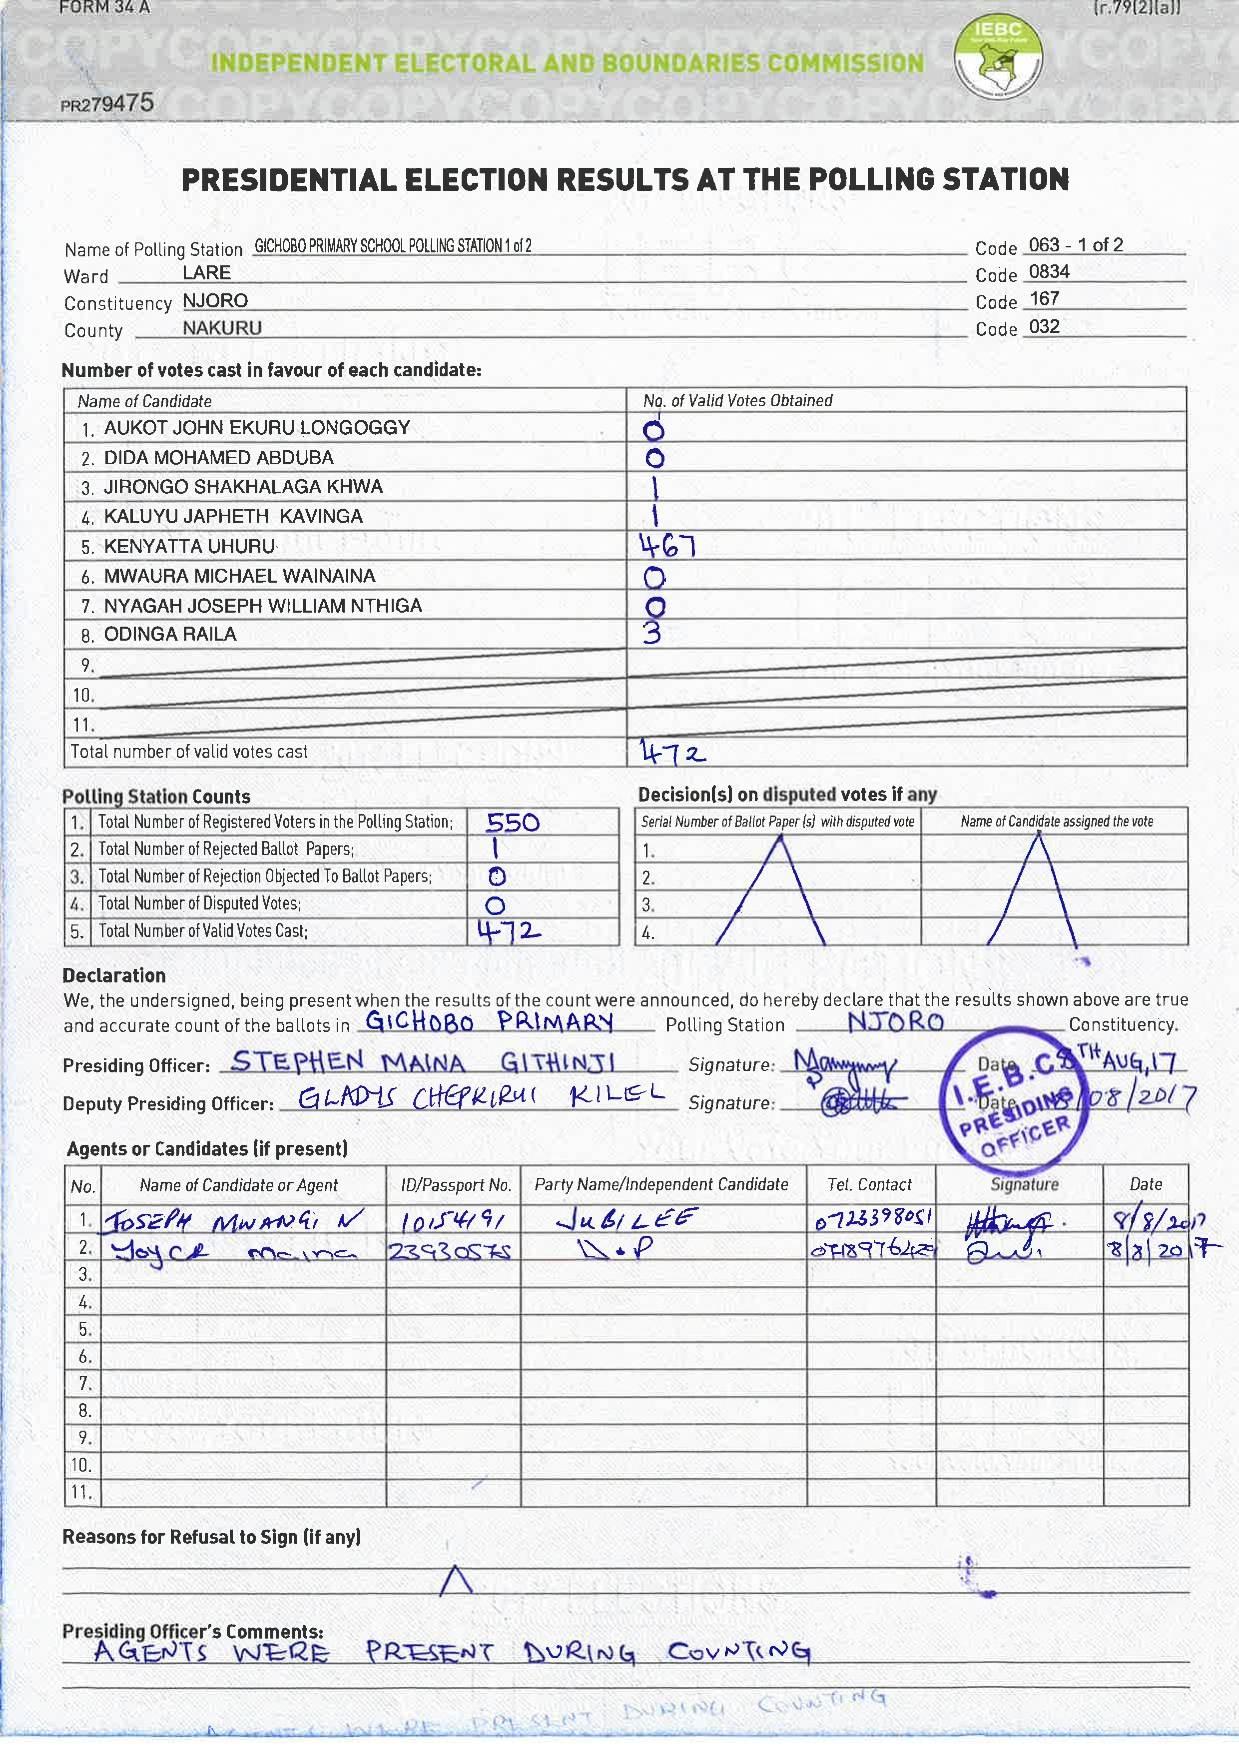 FORM 34 A
(r.79(2)(a))
IEBC
INDEPENDENT ELECTORAL AND BOUNDARIES COMMISSION
PR279475
PRESIDENTIAL ELECTION RESULTS AT THE POLLING STATION
Name of Polling Station GICHOBO PRIMARY SCHOOL POLLING STATION 1 of 2 Code 063 - 1 of 2
Ward LARE Code 0834
Constituency NJORO Code 167
County NAKURU Code 032
Number of votes cast in favour of each candidate:
Name of Candidate No. of Valid Votes Obtained
1. AUKOT JOHN EKURU LONGOGGY 0
2. DIDA MOHAMED ABDUBA 0
3. JIRONGO SHAKHALAGA KHWA 1
4. KALUYU JAPHETH KAVINGA 1
5. KENYATTA UHURU 467
6. MWAURA MICHAEL WAINAINA 0
7. NYAGAH JOSEPH WILLIAM NTHIGA 0
8. ODINGA RAILA 3
9.
10.
11.
Total number of valid votes cast 472
Polling Station Counts Decision(s) on disputed votes if any
1. Total Number of Registered Voters in the Polling Station; 550 Serial Number of Ballot Paper (s) with disputed vote Name of Candidate assigned the vote
2. Total Number of Rejected Ballot Papers; 1 1.
3. Total Number of Rejection Objected To Ballot Papers; 0 2.
4. Total Number of Disputed Votes; 0 3.
5. Total Number of Valid Votes Cast; 472 4.
Declaration
We, the undersigned, being present when the results of the count were announced, do hereby declare that the results shown above are true
and accurate count of the ballots in GICHOBO PRIMARY Polling Station NJORO Constituency.
Presiding Officer: STEPHEN MAINA GITHINJI Signature: Date 8TH AUG,17
Deputy Presiding Officer: GLADYS CHEPKIRUI KILEL Signature: Date 8/08/2017
I.E.B.C PRESIDING OFFICER
Agents or Candidates (if present)
No. Name of Candidate or Agent ID/Passport No. Party Name/Independent Candidate Tel. Contact Signature Date
1. JOSEPH MWANGI N 10154191 JUBILEE 0723398051 8/8/2017
2. Joyce Maina 23930575 D.P 8/8/2017
3.
4.
5.
6.
7.
8.
9.
10.
11.
Reasons for Refusal to Sign (if any)
Presiding Officer's Comments:
AGENTS WERE PRESENT DURING COUNTING
AGENTS WERE PRESENT DURING COUNTING